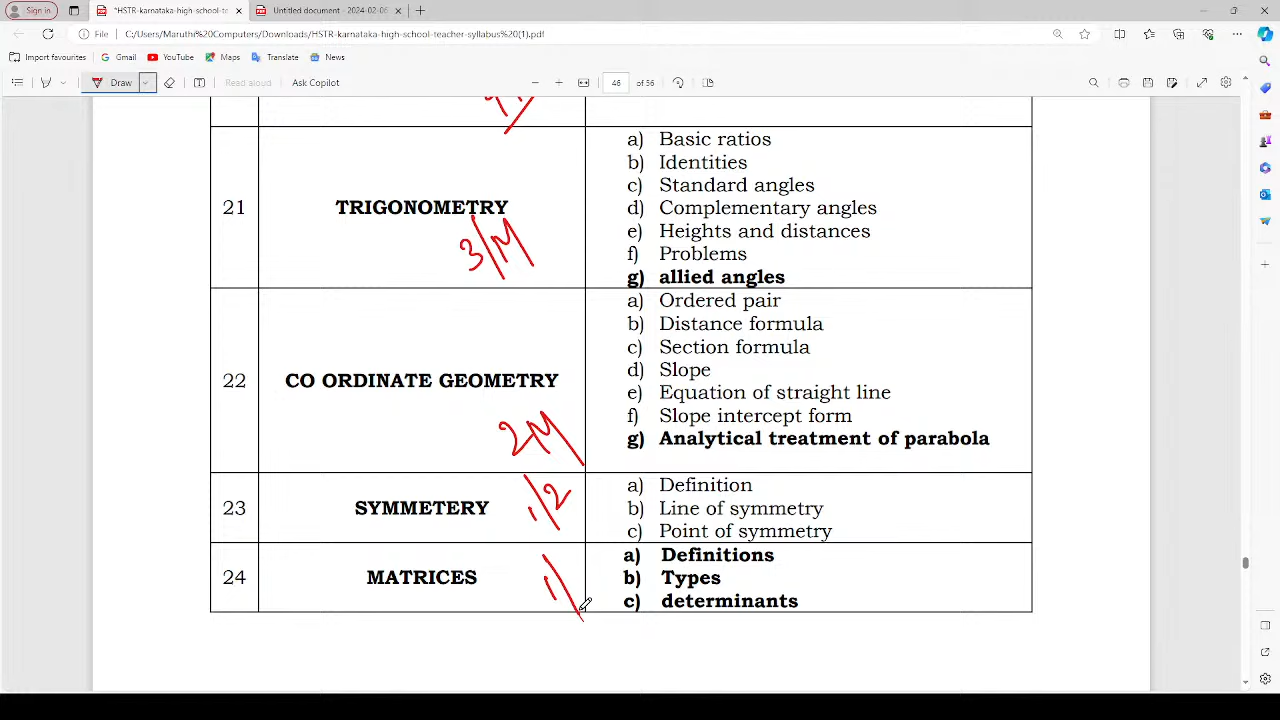 Sign in
*HSTR-karnataka-high-school-te
Untitled document - 2024-02-06
File
C:/Users/Maruthi%20Computers/Downloads/HSTR-karnataka-high-school-teacher-syllabus%20(1).pdf
Import favourites
Gmail
YouTube
Maps
Translate
News
Draw
Read aloud
Ask Copilot
46 of 56
21
TRIGONOMETRY
3/M
a) Basic ratios
b) Identities
c) Standard angles
d) Complementary angles
e) Heights and distances
f) Problems
g) allied angles
22
CO ORDINATE GEOMETRY
2M
a) Ordered pair
b) Distance formula
c) Section formula
d) Slope
e) Equation of straight line
f) Slope intercept form
g) Analytical treatment of parabola
23
SYMMETERY
1/2
a) Definition
b) Line of symmetry
c) Point of symmetry
24
MATRICES
a) Definitions
b) Types
c) determinants